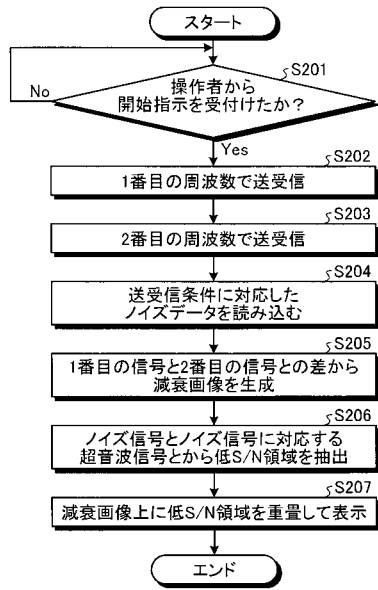 スタート
S201
操作者から
開始指示を受付けたか?
No
Yes
S202
1番目の周波数で送受信
S203
2番目の周波数で送受信
S204
送受信条件に対応した
ノイズデータを読み込む
S205
1番目の信号と2番目の信号との差から
減衰画像を生成
S206
ノイズ信号とノイズ信号に対応する
超音波信号とから低S/N領域を抽出
S207
減衰画像上に低S/N領域を重畳して表示
エンド